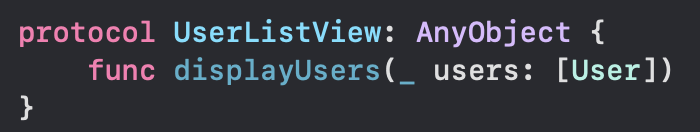 protocol UserListView: AnyObject {
    func displayUsers(_ users: [User])
}